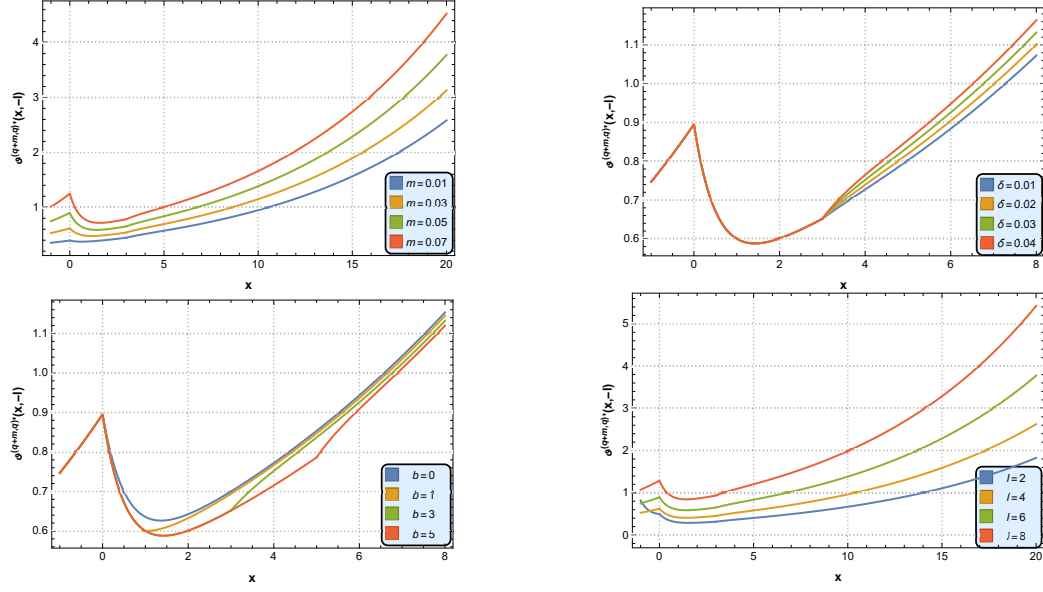 ϑ^(q+m,q)'(x,-l)
4
3
2
1
0
5
10
15
20
x
m = 0.01
m = 0.03
m = 0.05
m = 0.07
ϑ^(q+m,q)'(x,-l)
1.1
1.0
0.9
0.8
0.7
0.6
0
2
4
6
8
x
δ = 0.01
δ = 0.02
δ = 0.03
δ = 0.04
ϑ^(q+m,q)'(x,-l)
1.1
1.0
0.9
0.8
0.7
0.6
0
2
4
6
8
x
b = 0
b = 1
b = 3
b = 5
ϑ^(q+m,q)'(x,-l)
5
4
3
2
1
0
0
5
10
15
20
x
l = 2
l = 4
l = 6
l = 8